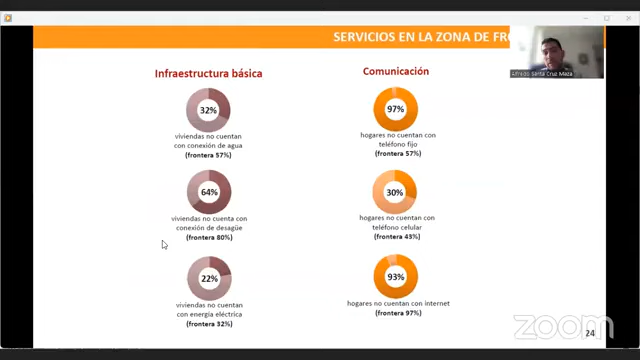 SERVICIOS EN LA ZONA DE FRO
Alfredo Santa Cruz Maza
Infraestructura básica
32%
viviendas no cuentan
con conexión de agua
(frontera 57%)
64%
viviendas no cuenta con
conexión de desagüe
(frontera 80%)
22%
viviendas no cuentan
con energía eléctrica
(frontera 32%)
Comunicación
97%
hogares no cuentan con
teléfono fijo
(frontera 57%)
30%
hogares no cuentan con
teléfono celular
(frontera 43%)
93%
hogares no cuentan con internet
(frontera 97%)
zoom
24